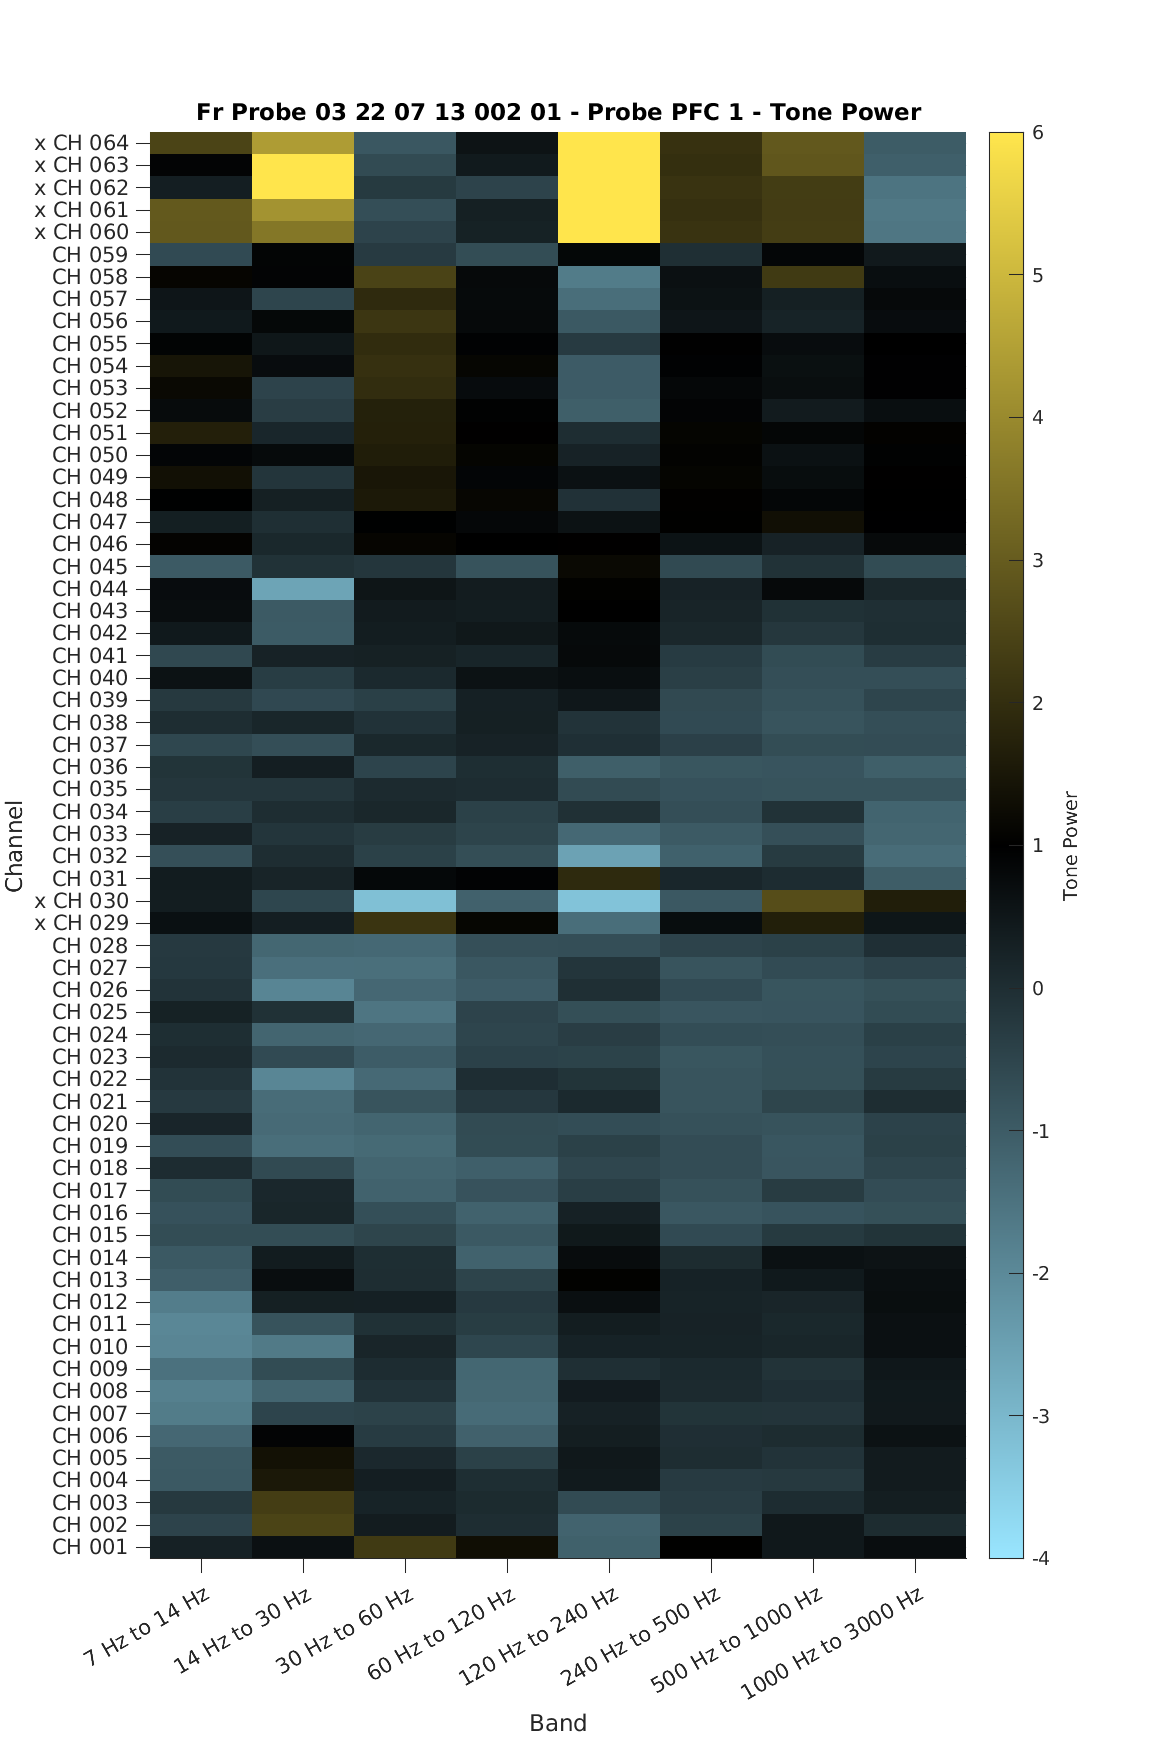 Fr Probe 03 22 07 13 002 01 - Probe PFC 1 - Tone Power
x CH 064
x CH 063
x CH 062
x CH 061
x CH 060
CH 059
CH 058
CH 057
CH 056
CH 055
CH 054
CH 053
CH 052
CH 051
CH 050
CH 049
CH 048
CH 047
CH 046
CH 045
CH 044
CH 043
CH 042
CH 041
CH 040
CH 039
CH 038
CH 037
CH 036
CH 035
CH 034
CH 033
CH 032
CH 031
x CH 030
x CH 029
CH 028
CH 027
CH 026
CH 025
CH 024
CH 023
CH 022
CH 021
CH 020
CH 019
CH 018
CH 017
CH 016
CH 015
CH 014
CH 013
CH 012
CH 011
CH 010
CH 009
CH 008
CH 007
CH 006
CH 005
CH 004
CH 003
CH 002
CH 001
Channel
7 Hz to 14 Hz
14 Hz to 30 Hz
30 Hz to 60 Hz
60 Hz to 120 Hz
120 Hz to 240 Hz
240 Hz to 500 Hz
500 Hz to 1000 Hz
1000 Hz to 3000 Hz
Band
6
5
4
3
2
1
0
-1
-2
-3
-4
Tone Power